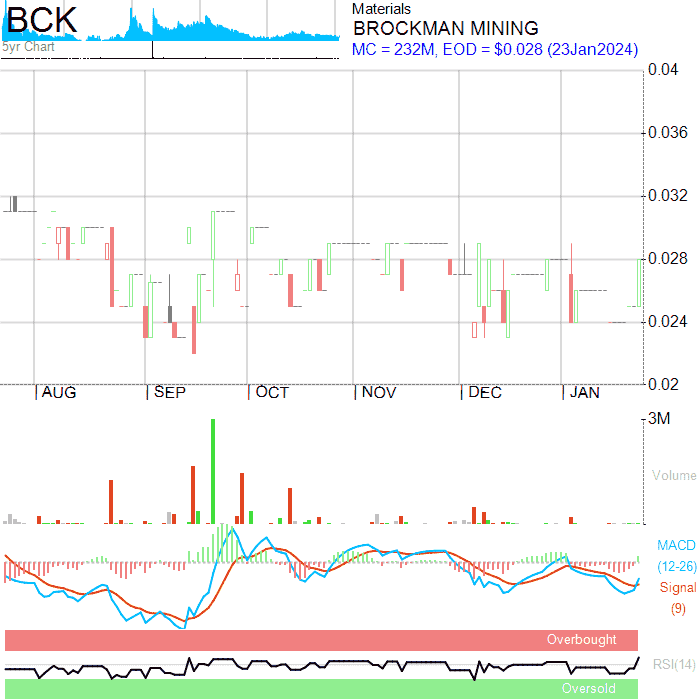 BCK
5yr Chart
Materials
BROCKMAN MINING
MC = 232M, EOD = $0.028 (23Jan2024)
0.04
0.036
0.032
0.028
0.024
0.02
AUG SEP OCT NOV DEC JAN
3M
Volume
MACD
(12-26)
Signal
(9)
Overbought
RSI(14)
Oversold